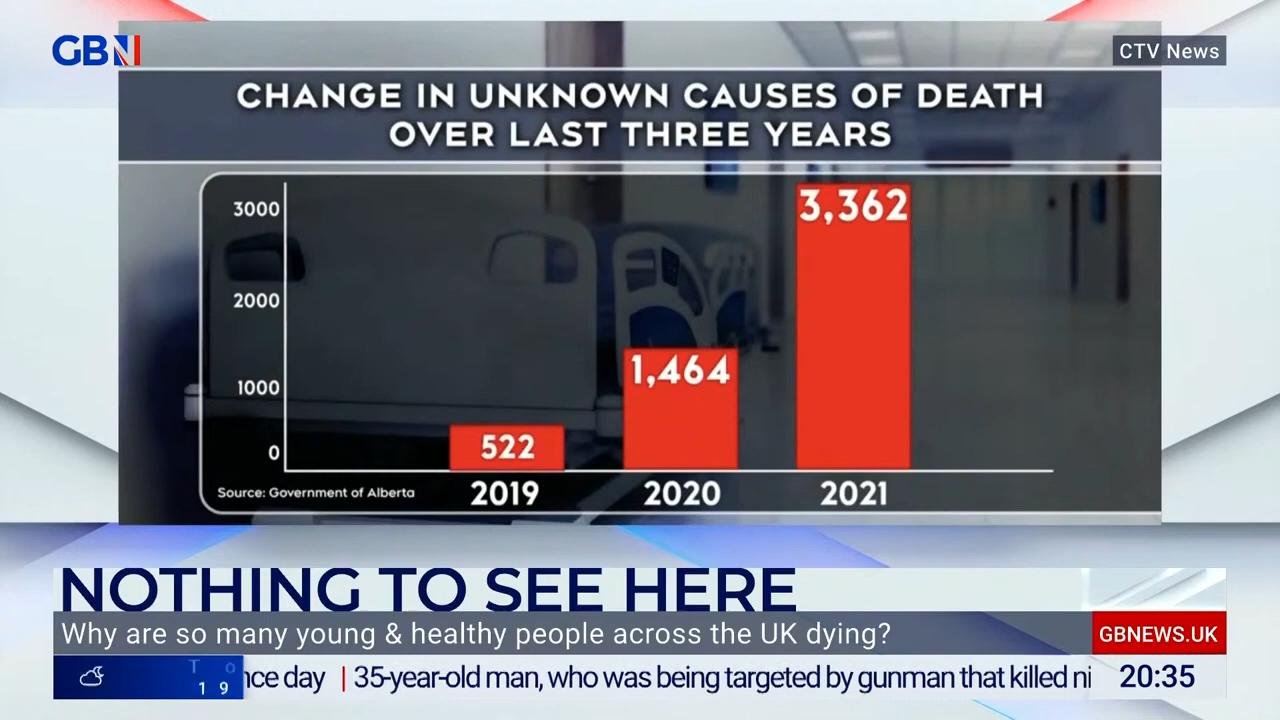 GBN
CTV News
CHANGE IN UNKNOWN CAUSES OF DEATH
OVER LAST THREE YEARS
3000
2000
1000
0
522
1,464
3,362
2019
2020
2021
Source: Government of Alberta
NOTHING TO SEE HERE
Why are so many young & healthy people across the UK dying?
GBNEWS.UK
19
nce day | 35-year-old man, who was being targeted by gunman that killed ni
20:35